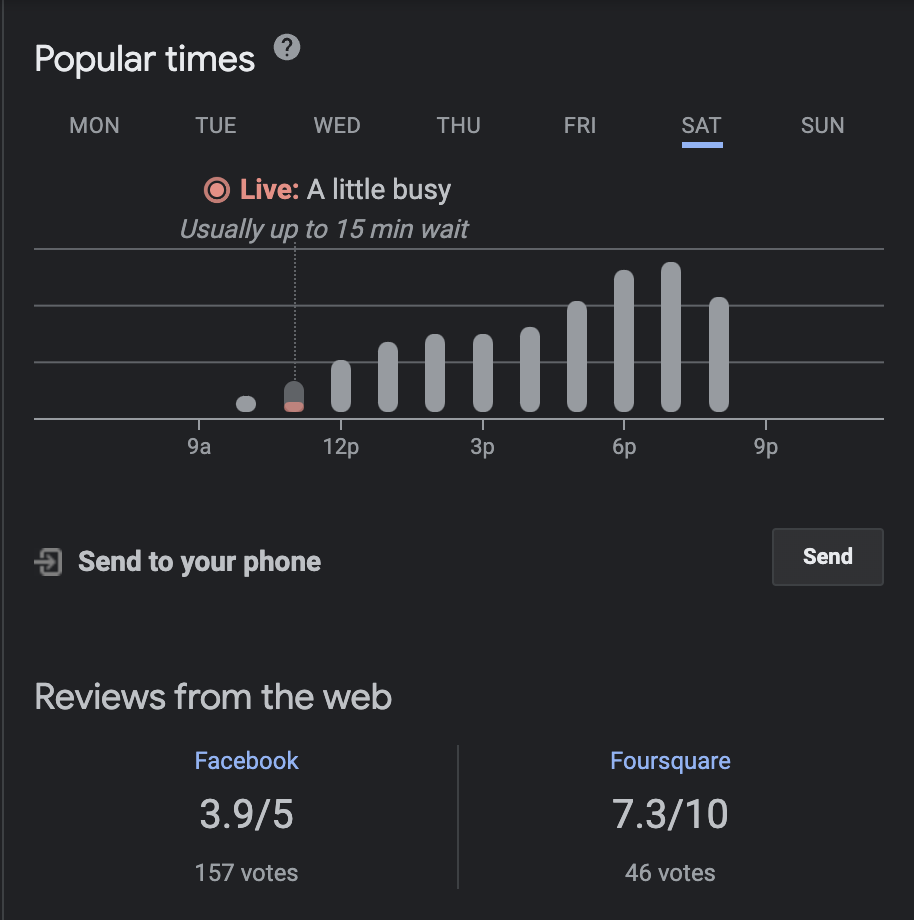 Popular times ?
MON TUE WED THU FRI SAT SUN
Live: A little busy
Usually up to 15 min wait
9a 12p 3p 6p 9p
Send to your phone Send
Reviews from the web
Facebook Foursquare
3.9/5 7.3/10
157 votes 46 votes